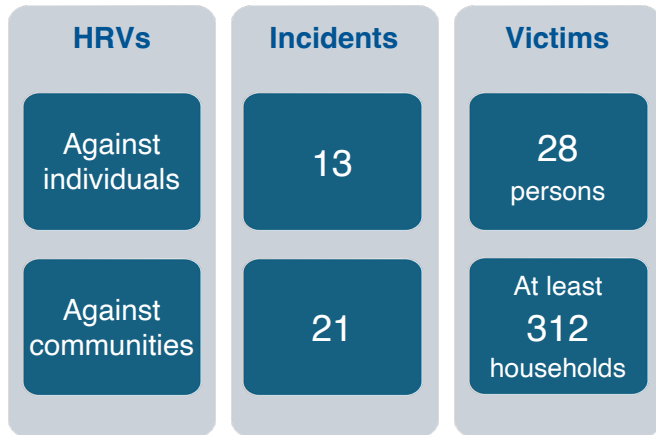 HRVs
Incidents
Victims
Against
individuals
13
28
persons
Against
communities
21
At least
312
households